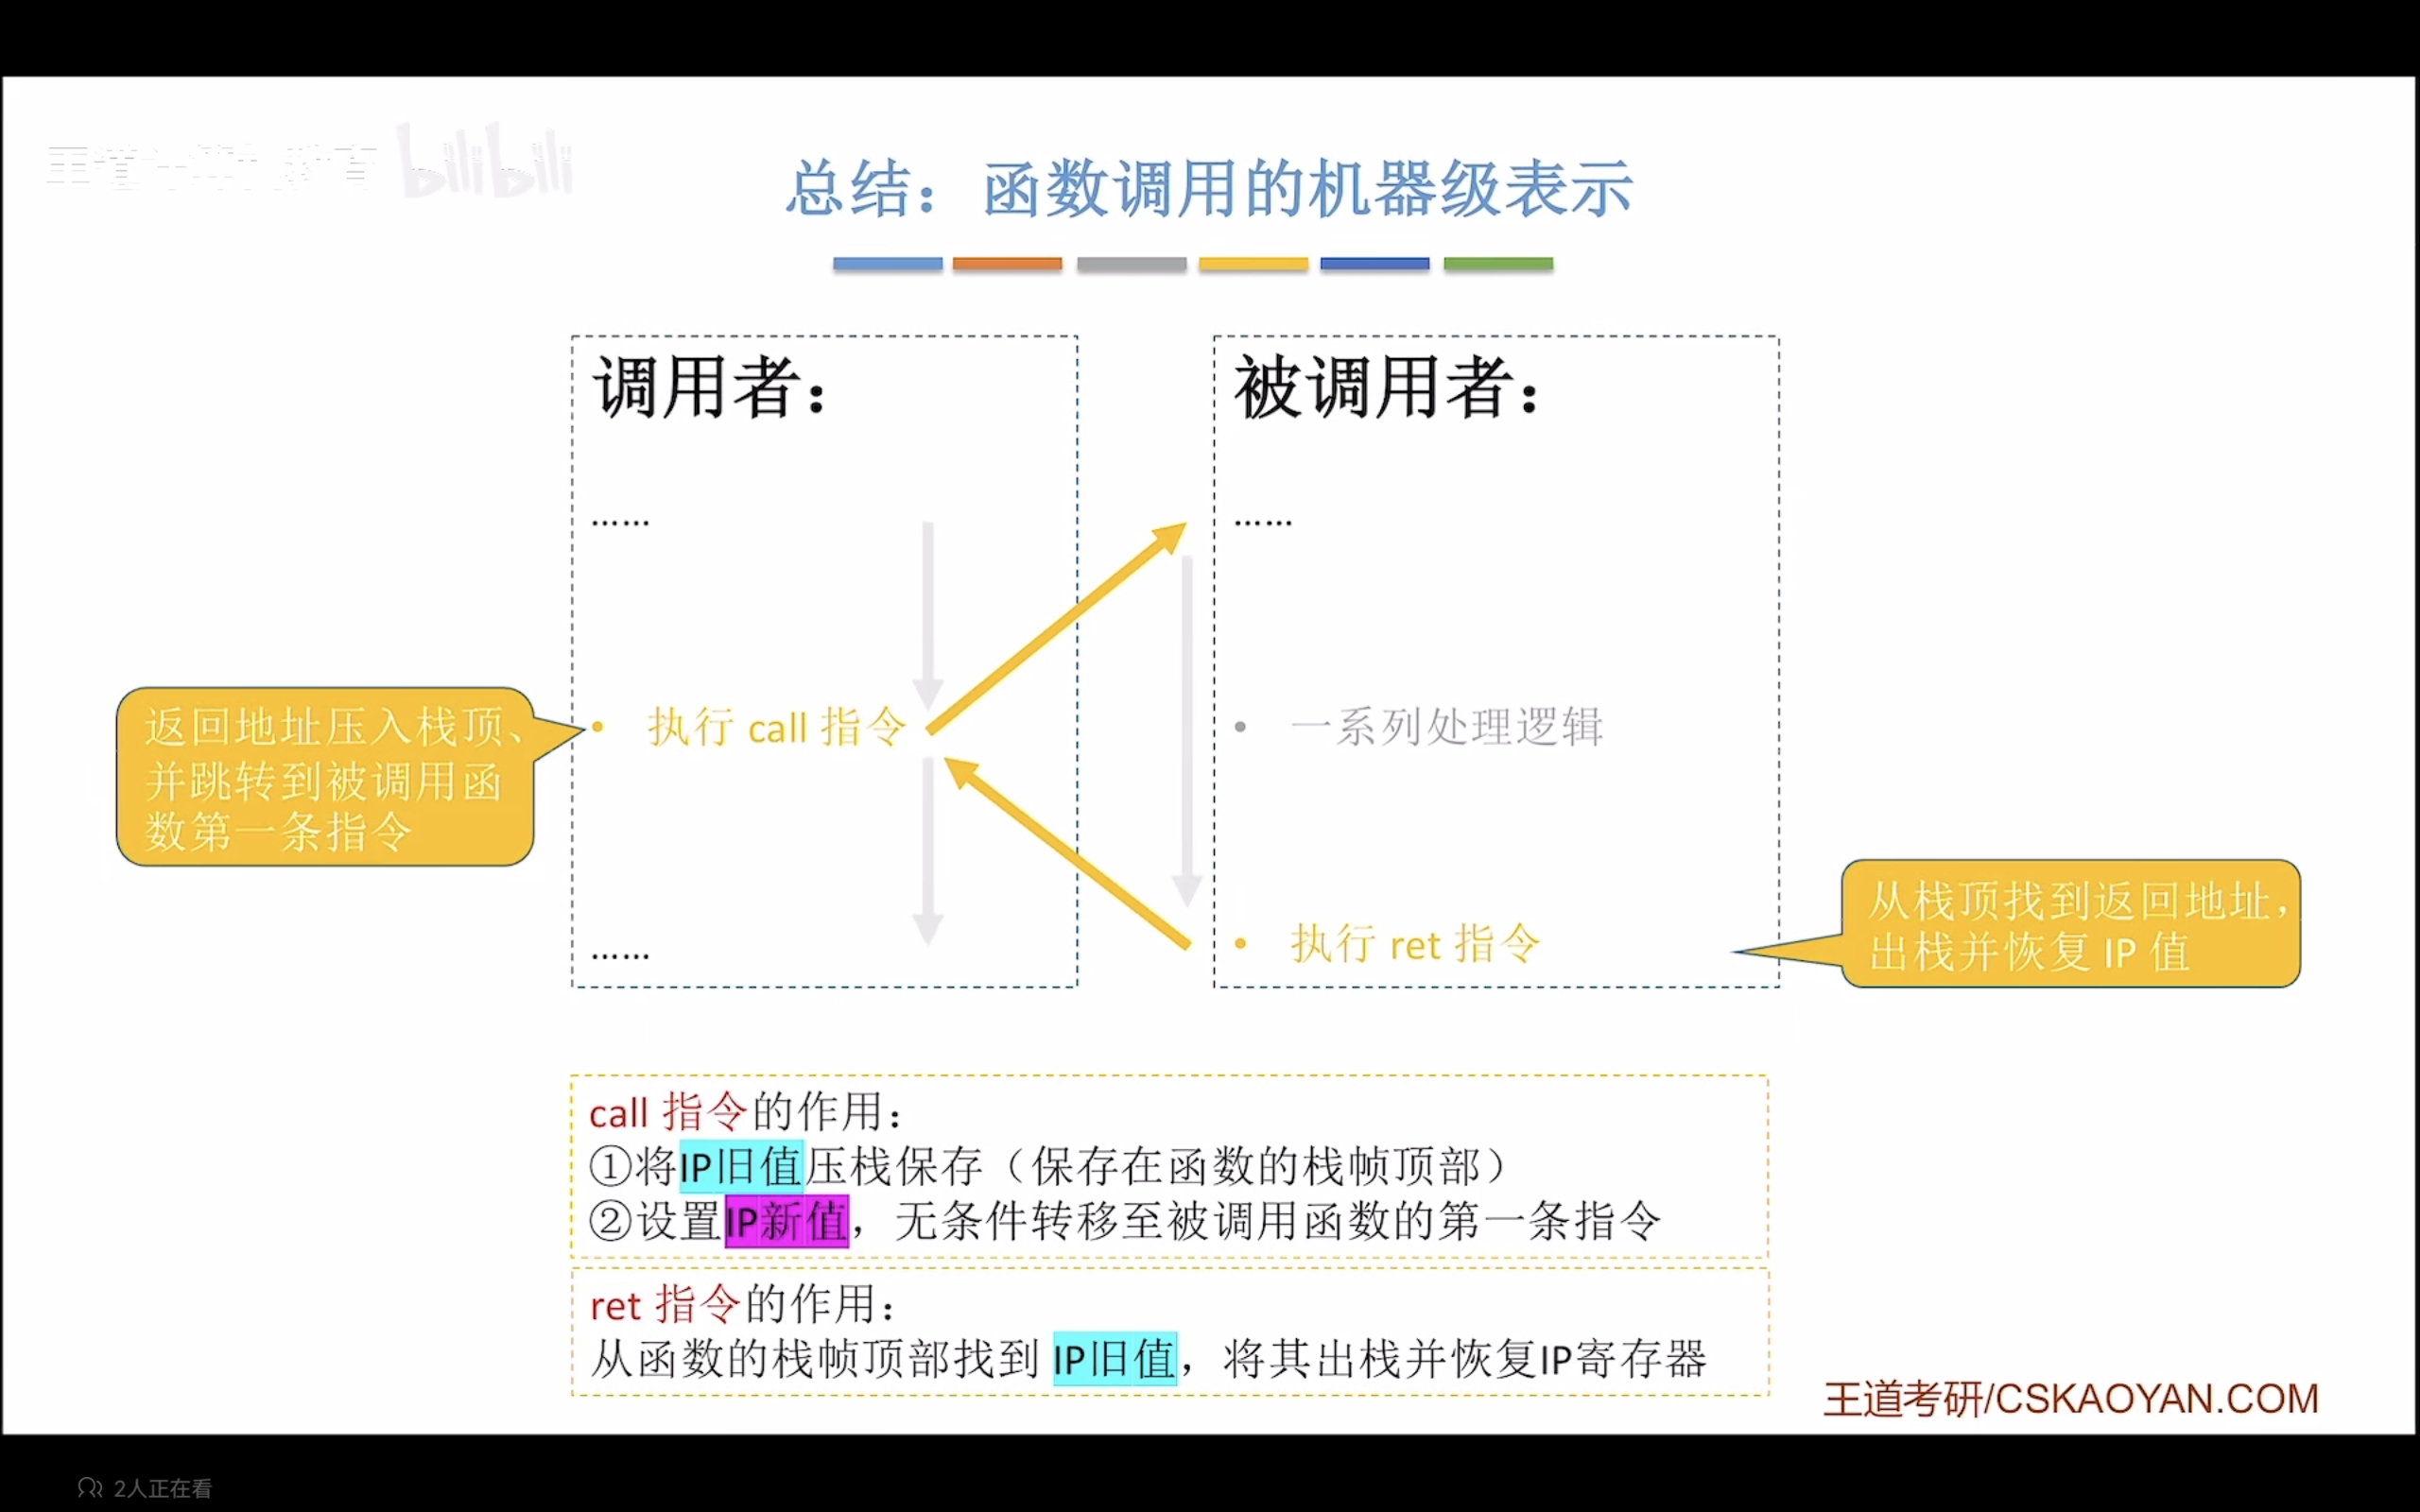 bilibili
总结：函数调用的机器级表示
调用者：
……
返回地址压入栈顶、
并跳转到被调用函
数第一条指令
• 执行 call 指令
……
被调用者：
……
• 一系列处理逻辑
• 执行 ret 指令
从栈顶找到返回地址，
出栈并恢复 IP 值
call 指令的作用：
①将IP旧值压栈保存（保存在函数的栈帧顶部）
②设置IP新值，无条件转移至被调用函数的第一条指令
ret 指令的作用：
从函数的栈帧顶部找到 IP旧值，将其出栈并恢复IP寄存器
王道考研/CSKAOYAN.COM
2人正在看